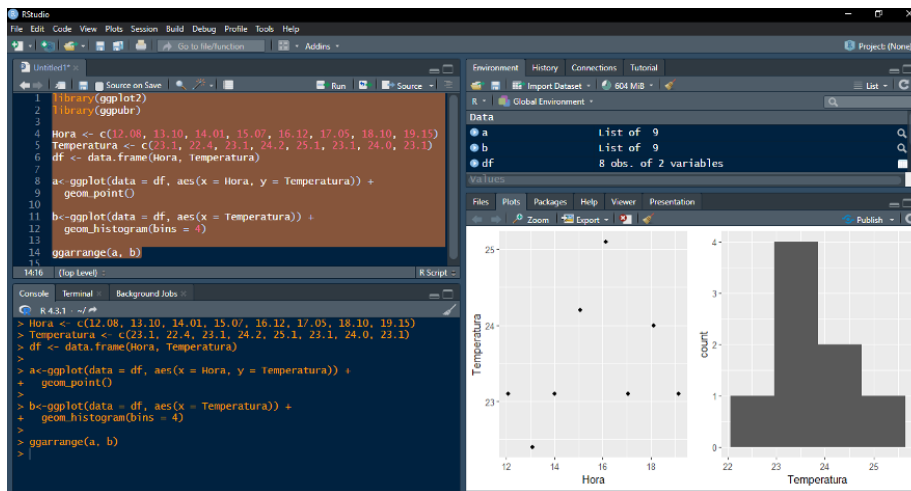 RStudio
File Edit Code View Plots Session Build Debug Profile Tools Help
Go to file/function Addins
Project: (None)
Untitled1*
Source on Save Run Source
1 library(ggplot2)
2 library(ggpubr)
3
4 Hora <- c(12.08, 13.10, 14.01, 15.07, 16.12, 17.05, 18.10, 19.15)
5 Temperatura <- c(23.1, 22.4, 23.1, 24.2, 25.1, 23.1, 24.0, 23.1)
6 df <- data.frame(Hora, Temperatura)
7
8 a<-ggplot(data = df, aes(x = Hora, y = Temperatura)) +
9 geom_point()
10
11 b<-ggplot(data = df, aes(x = Temperatura)) +
12 geom_histogram(bins = 4)
13
14 ggarrange(a, b)
15
14:16 (Top Level) R Script
Console Terminal Background Jobs
R 4.3.1 · ~/
> Hora <- c(12.08, 13.10, 14.01, 15.07, 16.12, 17.05, 18.10, 19.15)
> Temperatura <- c(23.1, 22.4, 23.1, 24.2, 25.1, 23.1, 24.0, 23.1)
> df <- data.frame(Hora, Temperatura)
>
> a<-ggplot(data = df, aes(x = Hora, y = Temperatura)) +
+ geom_point()
>
> b<-ggplot(data = df, aes(x = Temperatura)) +
+ geom_histogram(bins = 4)
>
> ggarrange(a, b)
>
Environment History Connections Tutorial
Import Dataset 604 MiB List
R Global Environment
Data
a List of 9
b List of 9
df 8 obs. of 2 variables
Values
Files Plots Packages Help Viewer Presentation
Zoom Export Publish
25
24
23
Temperatura
12 14 16 18
Hora
4
3
2
1
0
count
22 23 24 25
Temperatura